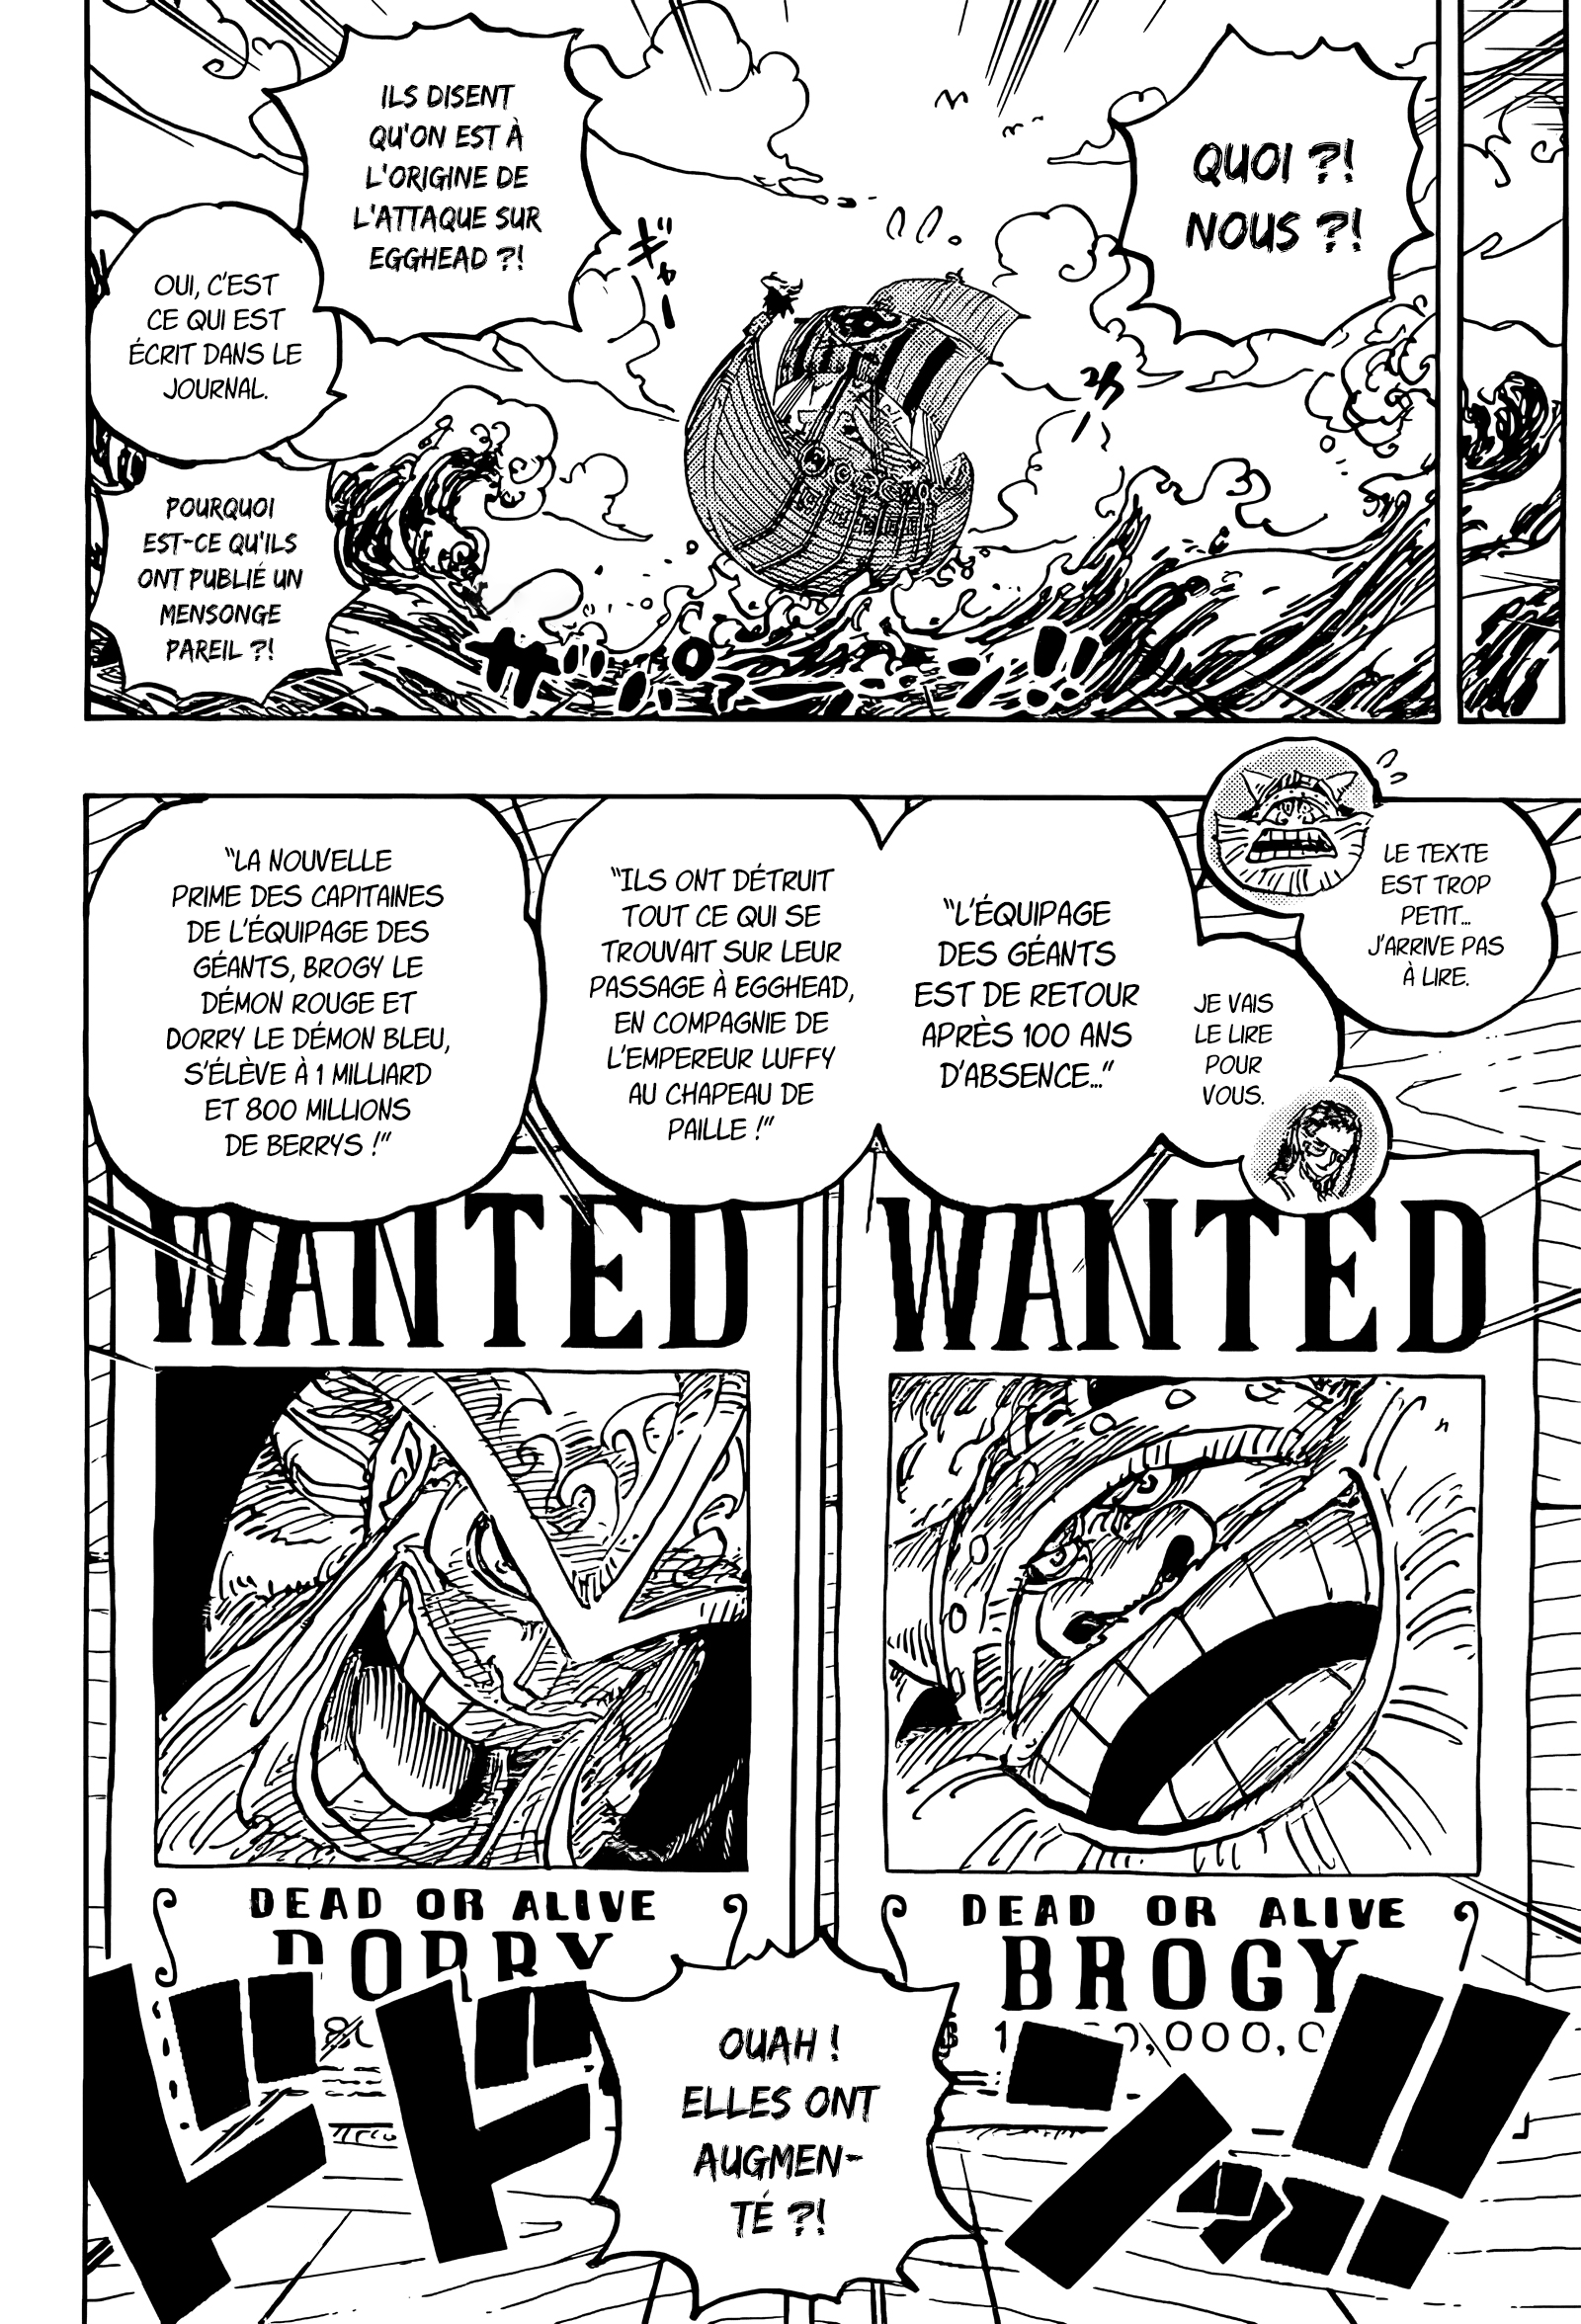 QUOI ?!
NOUS ?!
ILS DISENT
QU'ON EST À
L'ORIGINE DE
L'ATTAQUE SUR
EGGHEAD ?!
OUI, C'EST
CE QUI EST
ÉCRIT DANS LE
JOURNAL.
POURQUOI
EST-CE QU'ILS
ONT PUBLIÉ UN
MENSONGE
PAREIL ?!
LE TEXTE
EST TROP
PETIT...
J'ARRIVE PAS
À LIRE.
JE VAIS
LE LIRE
POUR
VOUS.
"L'ÉQUIPAGE
DES GÉANTS
EST DE RETOUR
APRÈS 100 ANS
D'ABSENCE..."
"ILS ONT DÉTRUIT
TOUT CE QUI SE
TROUVAIT SUR LEUR
PASSAGE À EGGHEAD,
EN COMPAGNIE DE
L'EMPEREUR LUFFY
AU CHAPEAU DE
PAILLE !"
"LA NOUVELLE
PRIME DES CAPITAINES
DE L'ÉQUIPAGE DES
GÉANTS, BROGY LE
DÉMON ROUGE ET
DORRY LE DÉMON BLEU,
S'ÉLÈVE À 1 MILLIARD
ET 800 MILLIONS
DE BERRYS !"
WANTED
DEAD OR ALIVE
BROGY
WANTED
DEAD OR ALIVE
DORRY
OUAH !
ELLES ONT
AUGMEN-
TÉ ?!
ドドン!!